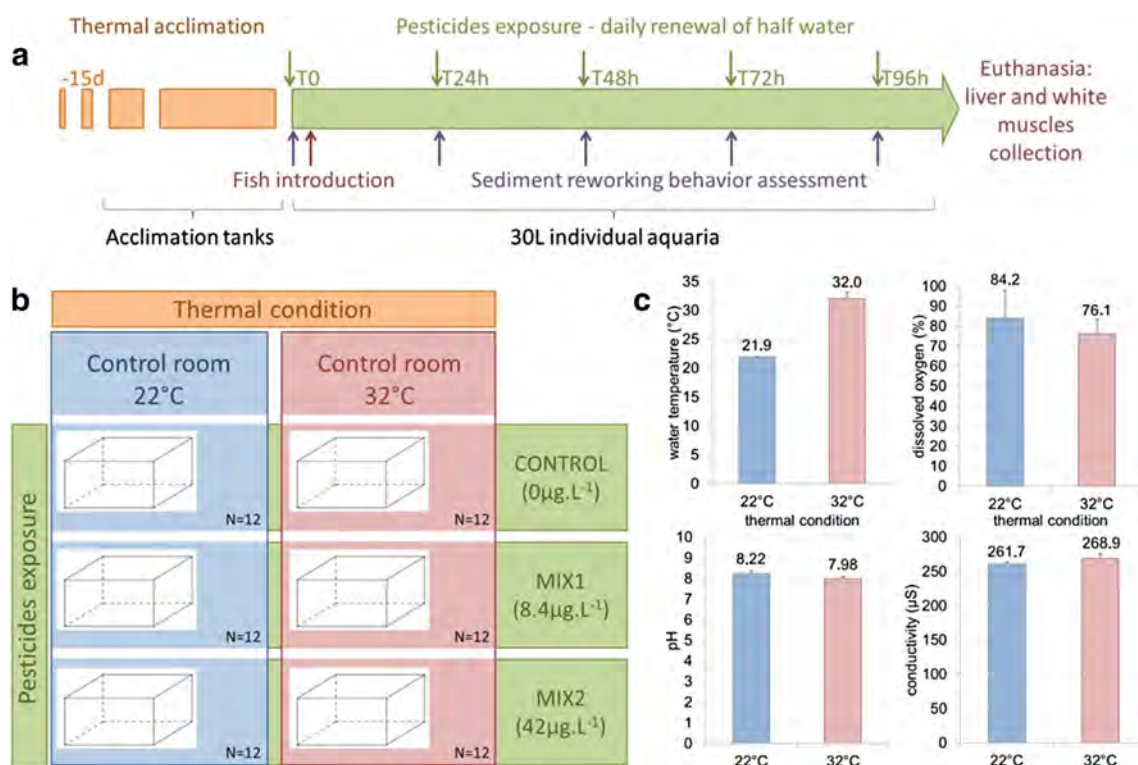 a
Thermal acclimation
Pesticides exposure - daily renewal of half water
-15d
T0
T24h
T48h
T72h
T96h
Euthanasia:
liver and white
muscles
collection
Fish introduction
Sediment reworking behavior assessment
Acclimation tanks
30L individual aquaria
b
Thermal condition
Control room
22°C
Control room
32°C
Pesticides exposure
N=12
N=12
CONTROL
(0µg.L-1)
N=12
N=12
MIX1
(8.4µg.L-1)
N=12
N=12
MIX2
(42µg.L-1)
c
water temperature (°C)
35
30
25
20
15
10
5
0
21.9
32.0
22°C
32°C
thermal condition
dissolved oxygen (%)
100
90
80
70
60
50
40
30
20
10
0
84.2
76.1
22°C
32°C
thermal condition
pH
10
9
8
7
6
5
4
3
2
1
0
8.22
7.98
22°C
32°C
conductivity (µS)
300
250
200
150
100
50
0
261.7
268.9
22°C
32°C